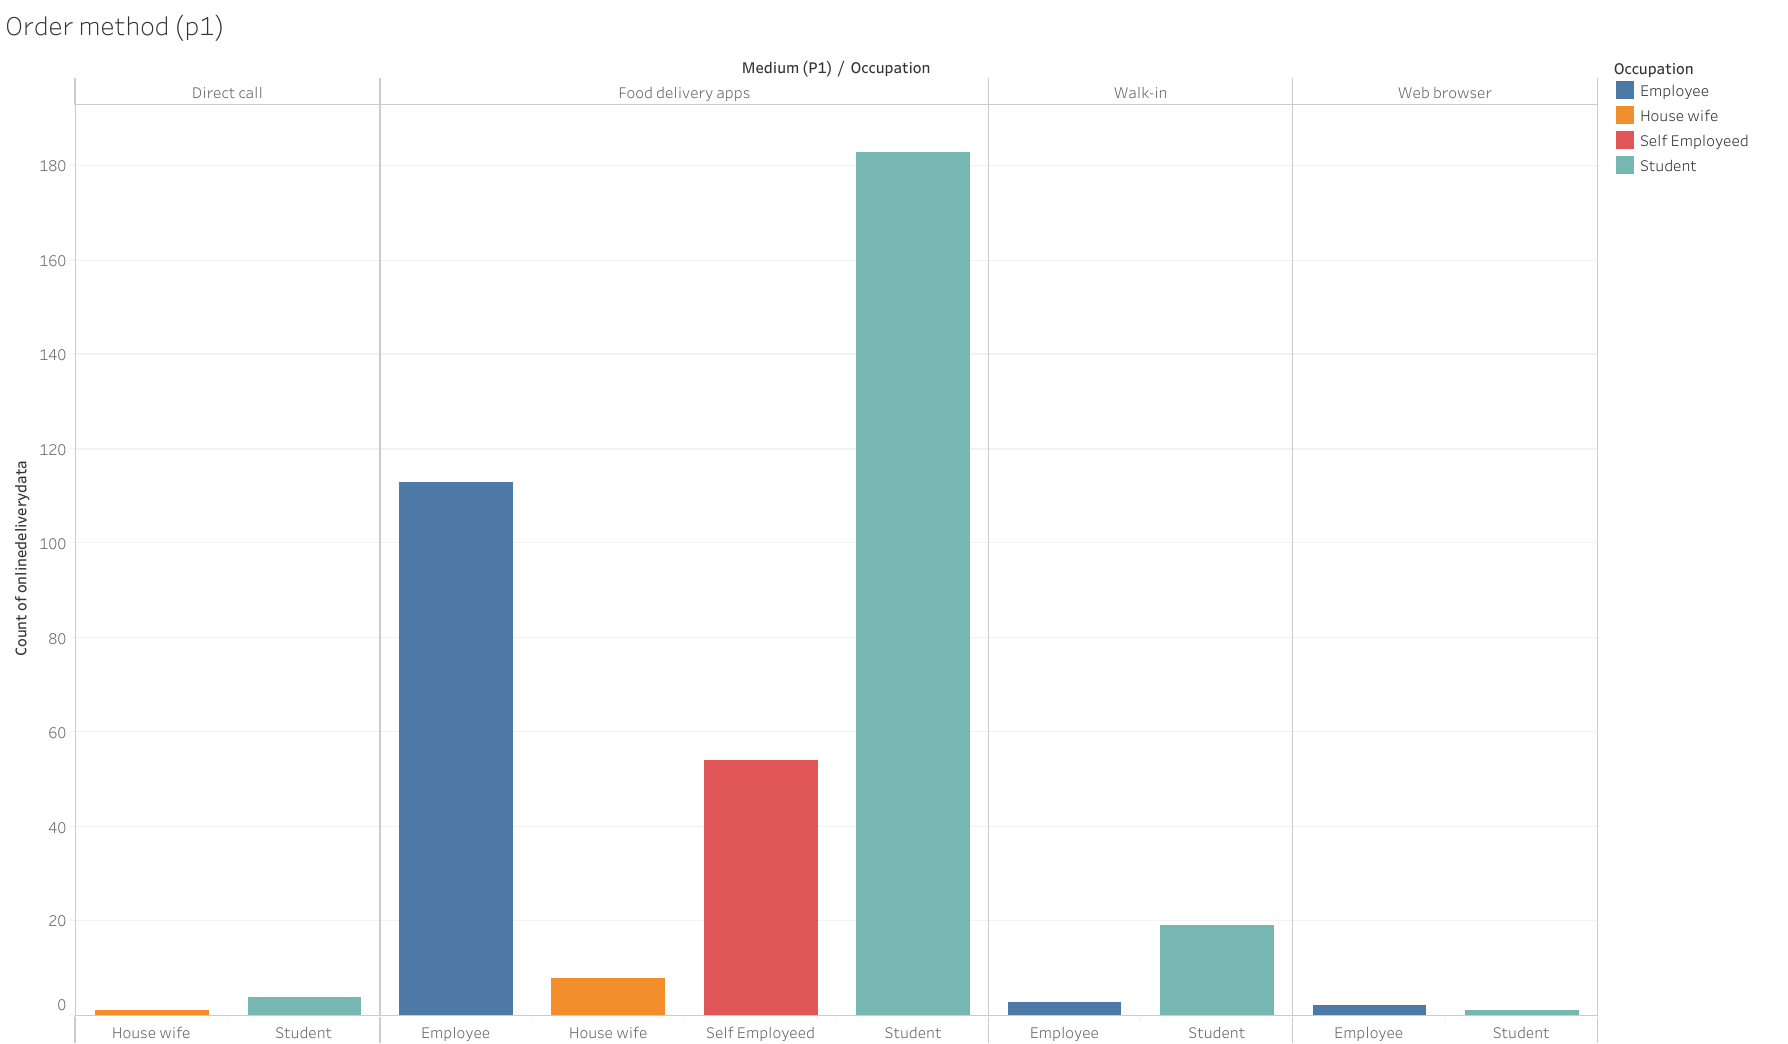 Order method (p1)
Medium (P1) / Occupation
Direct call
Food delivery apps
Walk-in
Web browser
Occupation
Employee
House wife
Self Employeed
Student
Count of onlinedeliverydata
180
160
140
120
100
80
60
40
20
0
House wife
Student
Employee
House wife
Self Employeed
Student
Employee
Student
Employee
Student